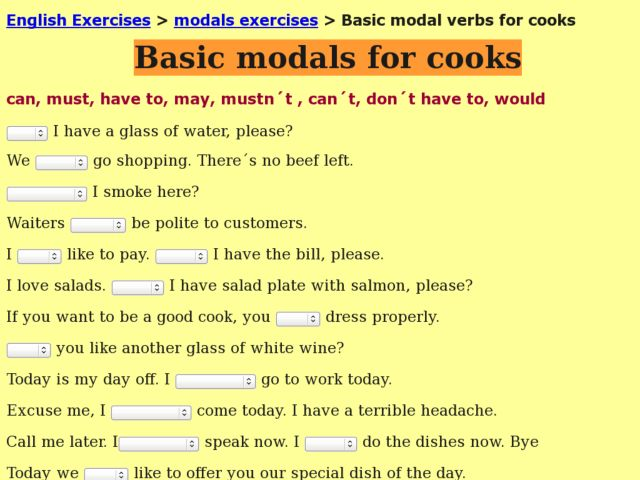 English Exercises > modals exercises > Basic modal verbs for cooks
Basic modals for cooks
can, must, have to, may, mustn´t , can´t, don´t have to, would
I have a glass of water, please?
We go shopping. There´s no beef left.
I smoke here?
Waiters be polite to customers.
I like to pay. I have the bill, please.
I love salads. I have salad plate with salmon, please?
If you want to be a good cook, you dress properly.
you like another glass of white wine?
Today is my day off. I go to work today.
Excuse me, I come today. I have a terrible headache.
Call me later. I speak now. I do the dishes now. Bye
Today we like to offer you our special dish of the day.